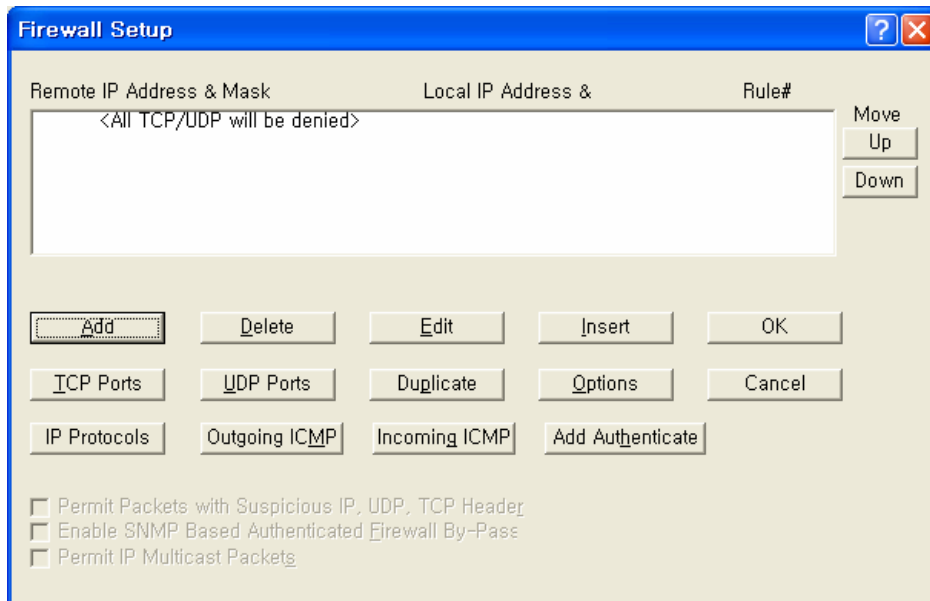 Firewall Setup
Remote IP Address & Mask Local IP Address & Rule#
<All TCP/UDP will be denied>
Move
Up
Down
Add Delete Edit Insert OK
TCP Ports UDP Ports Duplicate Options Cancel
IP Protocols Outgoing ICMP Incoming ICMP Add Authenticate
Permit Packets with Suspicious IP, UDP, TCP Header
Enable SNMP Based Authenticated Firewall By-Pass
Permit IP Multicast Packets